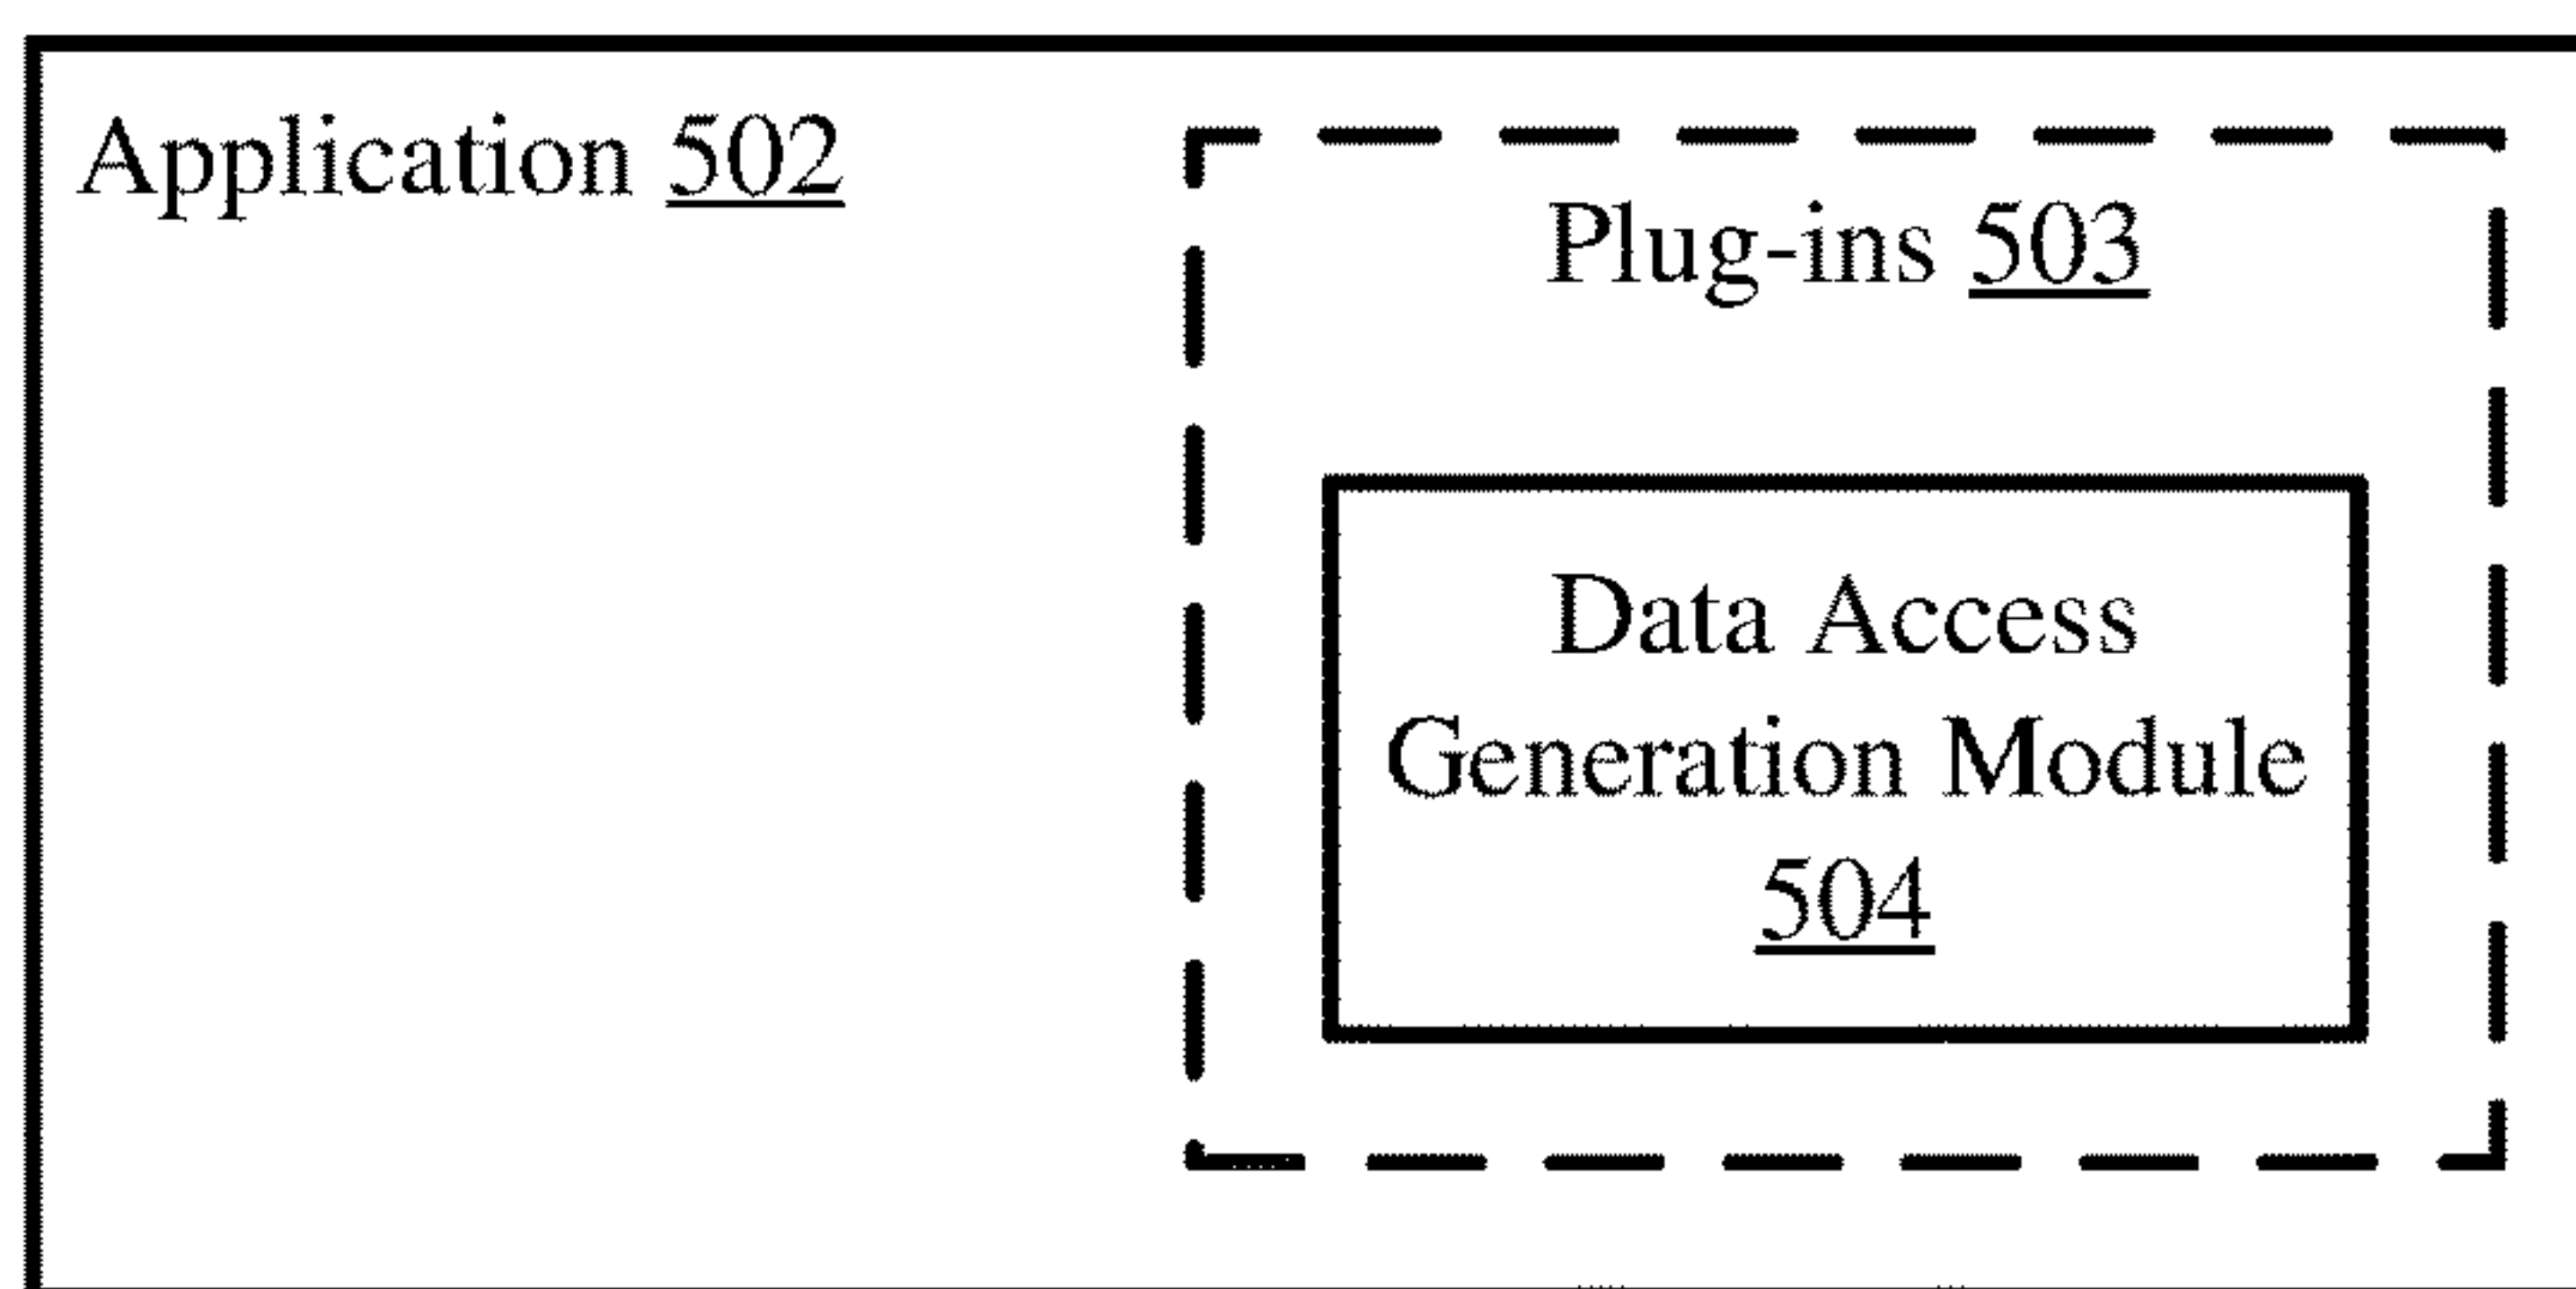 Application 502
Plug-ins 503
Data Access
Generation Module
504